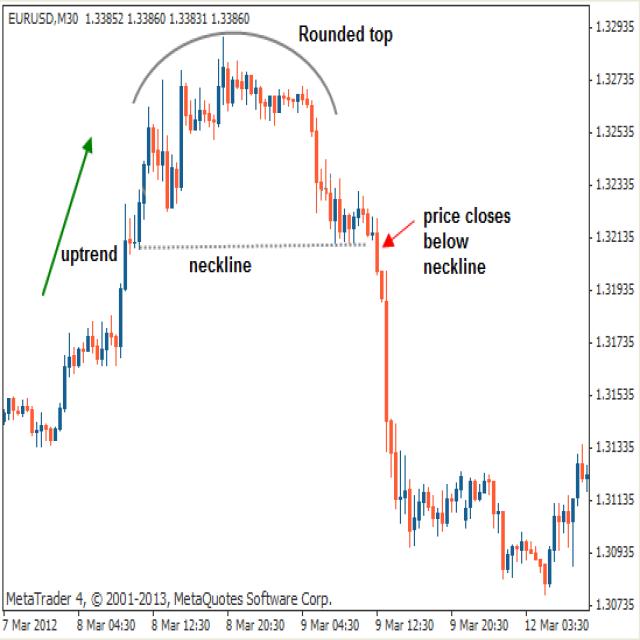 EURUSD,M30 1.33852 1.33860 1.33831 1.33860
Rounded top
uptrend
neckline
price closes
below
neckline
1.32935
1.32735
1.32535
1.32335
1.32135
1.31935
1.31735
1.31535
1.31335
1.31135
1.30935
1.30735
MetaTrader 4, © 2001-2013, MetaQuotes Software Corp.
7 Mar 2012 8 Mar 04:30 8 Mar 12:30 8 Mar 20:30 9 Mar 04:30 9 Mar 12:30 9 Mar 20:30 12 Mar 03:30